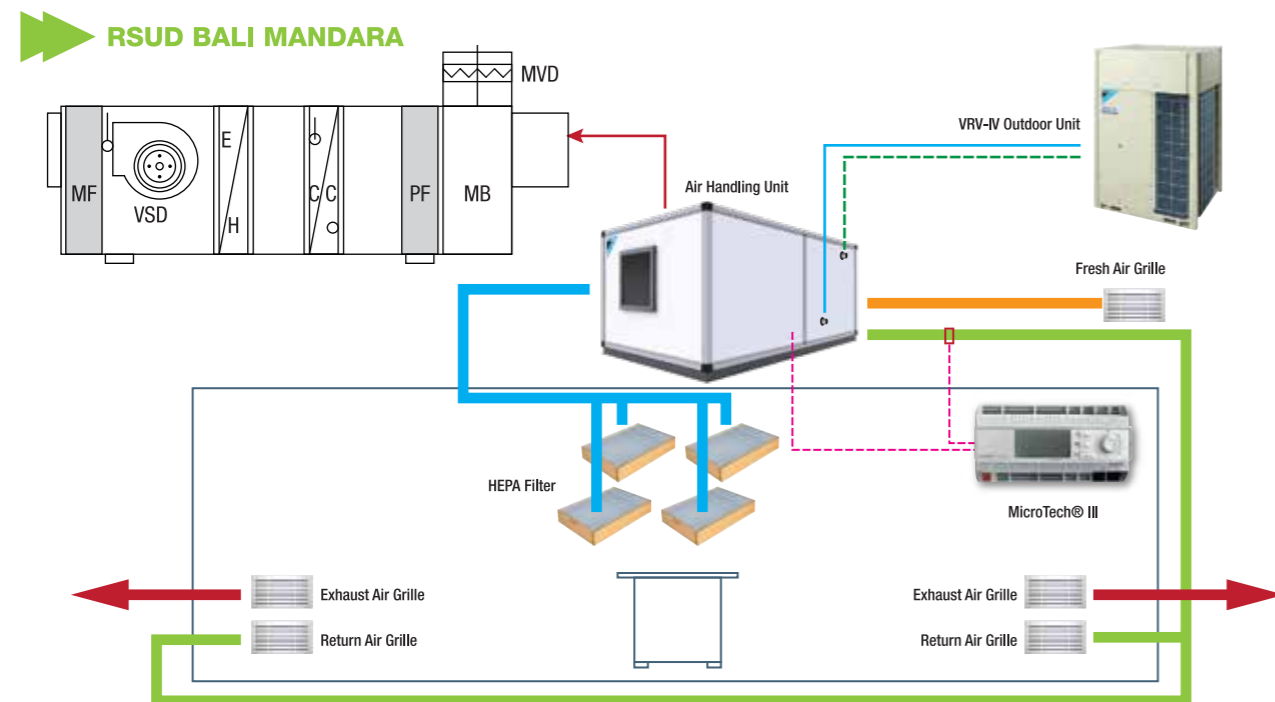 RSUD BALI MANDARA
MVD
VRV-IV Outdoor Unit
E
MF
VSD
C C
PF
MB
H
Air Handling Unit
Fresh Air Grille
HEPA Filter
MicroTech® III
Exhaust Air Grille
Exhaust Air Grille
Return Air Grille
Return Air Grille